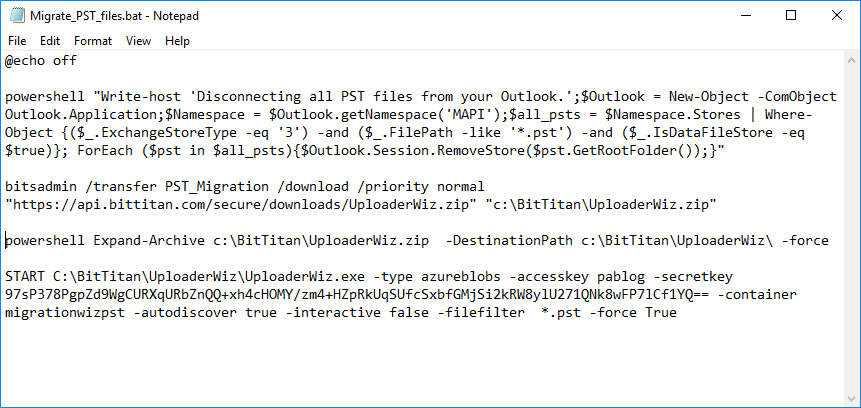 Migrate_PST_files.bat - Notepad
File Edit Format View Help
@echo off
powershell "Write-host 'Disconnecting all PST files from your Outlook.';$Outlook = New-Object -ComObject
Outlook.Application;$Namespace = $Outlook.getNamespace('MAPI');$all_psts = $Namespace.Stores | Where-
Object {($_.ExchangeStoreType -eq '3') -and ($_.FilePath -like '*.pst') -and ($_.IsDataFileStore -eq
$true)}; ForEach ($pst in $all_psts){$Outlook.Session.RemoveStore($pst.GetRootFolder());}"
bitsadmin /transfer PST_Migration /download /priority normal
"https://api.bittitan.com/secure/downloads/UploaderWiz.zip" "c:\BitTitan\UploaderWiz.zip"
powershell Expand-Archive c:\BitTitan\UploaderWiz.zip  -DestinationPath c:\BitTitan\UploaderWiz\ -force
START C:\BitTitan\UploaderWiz\UploaderWiz.exe -type azureblobs -accesskey pablog -secretkey
97sP378PgpZd9WgCURXqURbZnQQ+xh4cHOMY/zm4+HZpRkUqSUfcSxbfGMjSi2kRW8ylU271QNk8wFP7lCf1YQ== -container
migrationwizpst -autodiscover true -interactive false -filefilter  *.pst -force True